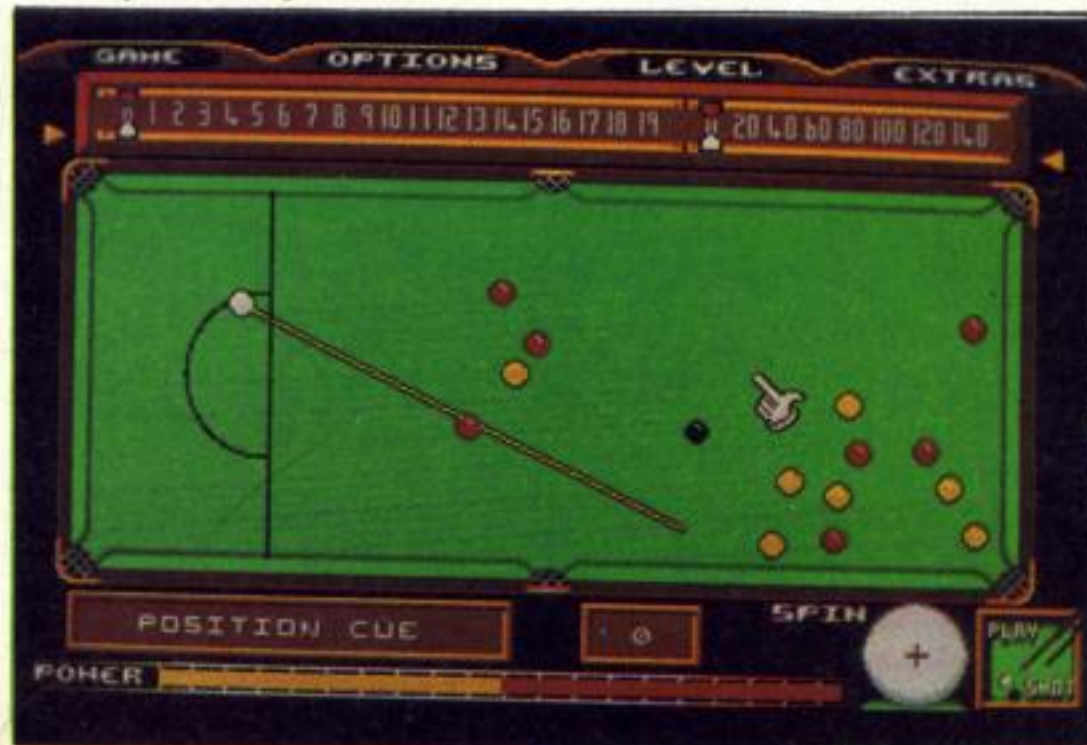 GAME OPTIONS LEVEL EXTRAS
1 2 3 4 5 6 7 8 9 10 11 12 13 14 15 16 17 18 19 20 40 60 80 100 120 140
POSITION CUE 0 SPIN PLAY
SHOT
POWER